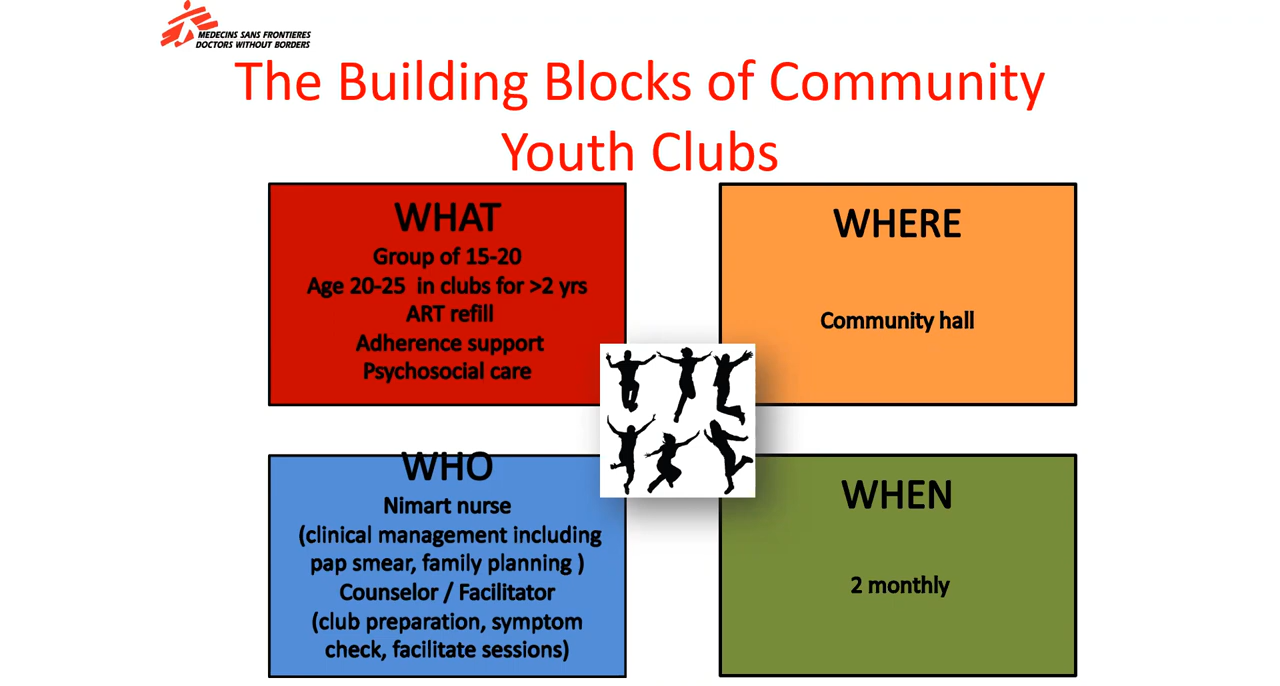 MEDECINS SANS FRONTIERES
DOCTORS WITHOUT BORDERS
The Building Blocks of Community
Youth Clubs
WHAT
Group of 15-20
Age 20-25 in clubs for >2 yrs
ART refill
Adherence support
Psychosocial care
WHERE
Community hall
WHO
Nimart nurse
(clinical management including
pap smear, family planning )
Counselor / Facilitator
(club preparation, symptom
check, facilitate sessions)
WHEN
2 monthly